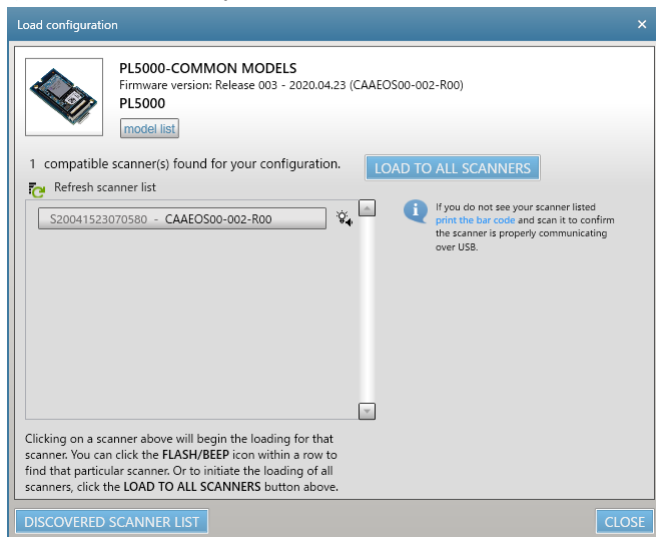 Load configuration
PL5000-COMMON MODELS
Firmware version: Release 003 - 2020.04.23 (CAAEOS00-002-R00)
PL5000
model list
1 compatible scanner(s) found for your configuration.
LOAD TO ALL SCANNERS
Refresh scanner list
S20041523070580 - CAAEOS00-002-R00
If you do not see your scanner listed
print the bar code and scan it to confirm
the scanner is properly communicating
over USB.
Clicking on a scanner above will begin the loading for that
scanner. You can click the FLASH/BEEP icon within a row to
find that particular scanner. Or to initiate the loading of all
scanners, click the LOAD TO ALL SCANNERS button above.
DISCOVERED SCANNER LIST
CLOSE